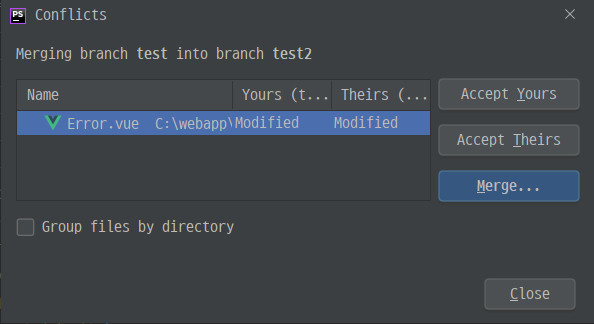 PS Conflicts
Merging branch test into branch test2
Name Yours (t... Theirs (...
Error.vue C:\webapp\ Modified Modified
Accept Yours
Accept Theirs
Merge...
Group files by directory
Close